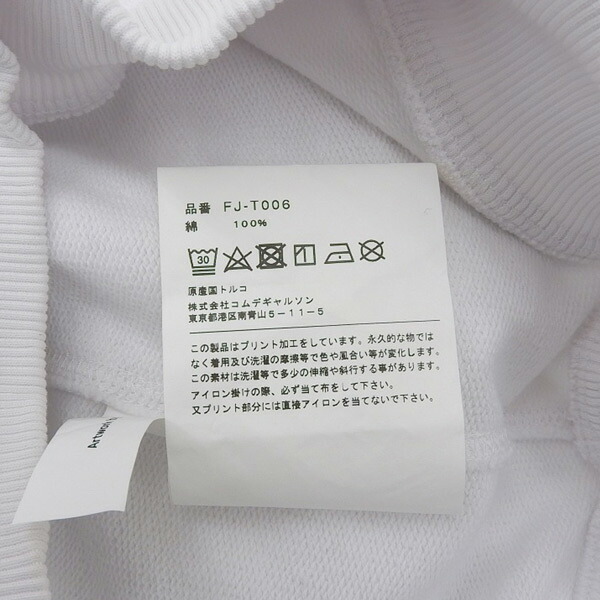 品番 FJ-T006
綿 100%
30
原産国トルコ
株式会社コムデギャルソン
東京都港区南青山5-11-5
この製品はプリント加工をしています。永久的な物では
なく着用及び洗濯の摩擦等で色や風合い等が変化します。
この素材は洗濯等で多少の伸縮や斜行する事があります。
アイロン掛けの際、必ず当て布をして下さい。
又プリント部分には直接アイロンを当てないで下さい。
Artwork